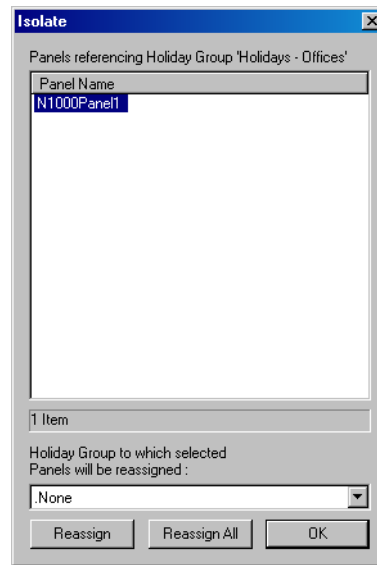 Isolate
Panels referencing Holiday Group 'Holidays - Offices'
Panel Name
N1000Panel1
1 Item
Holiday Group to which selected
Panels will be reassigned :
.None
Reassign Reassign All OK